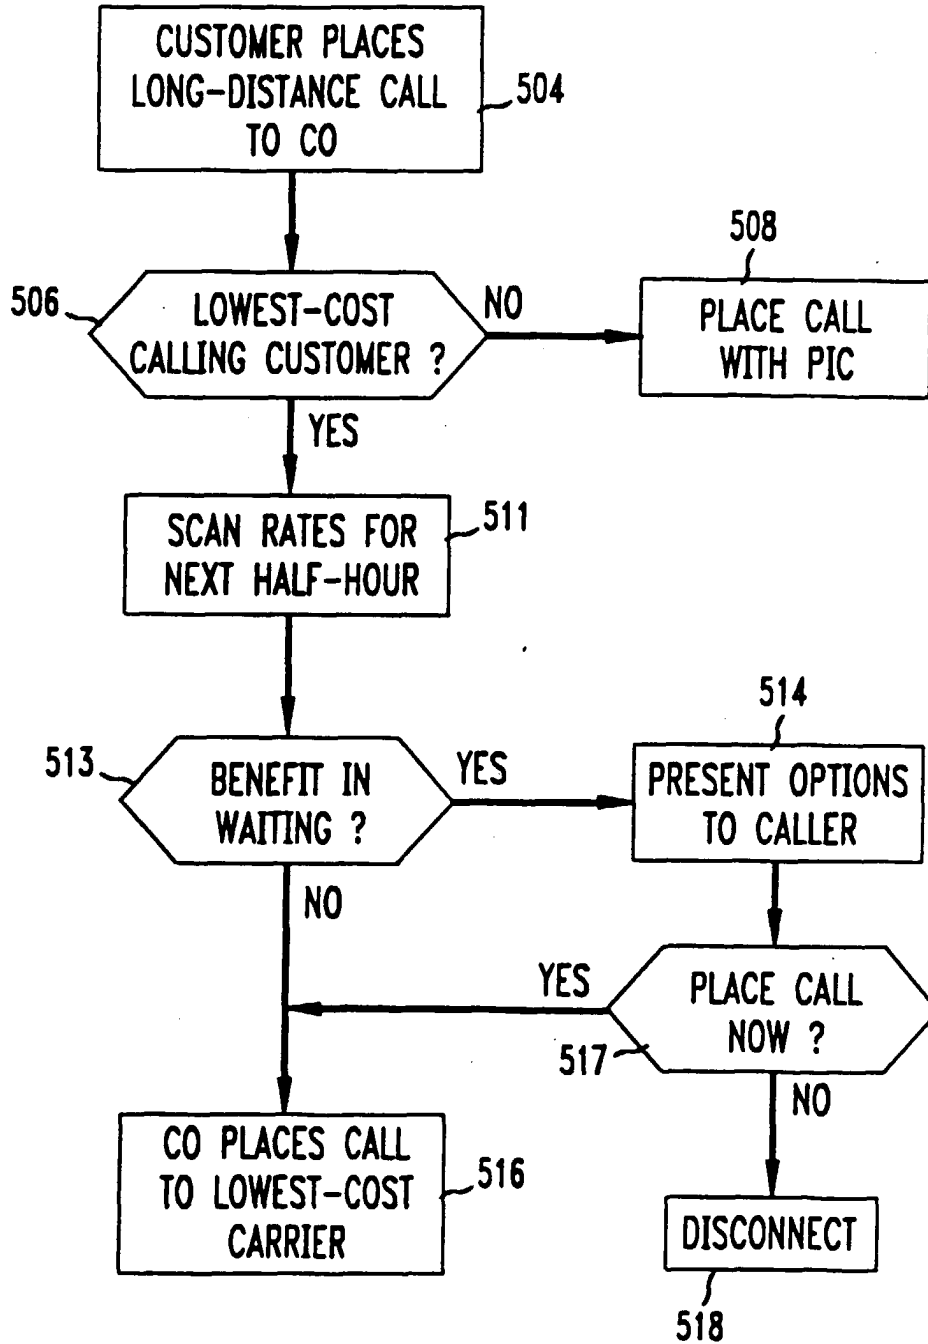 CUSTOMER PLACES
LONG-DISTANCE CALL
TO CO
504
508
506
LOWEST-COST
CALLING CUSTOMER ?
NO
PLACE CALL
WITH PIC
YES
SCAN RATES FOR
NEXT HALF-HOUR
511
514
513
BENEFIT IN
WAITING ?
YES
PRESENT OPTIONS
TO CALLER
NO
YES
PLACE CALL
NOW ?
517
NO
CO PLACES CALL
TO LOWEST-COST
CARRIER
516
DISCONNECT
518